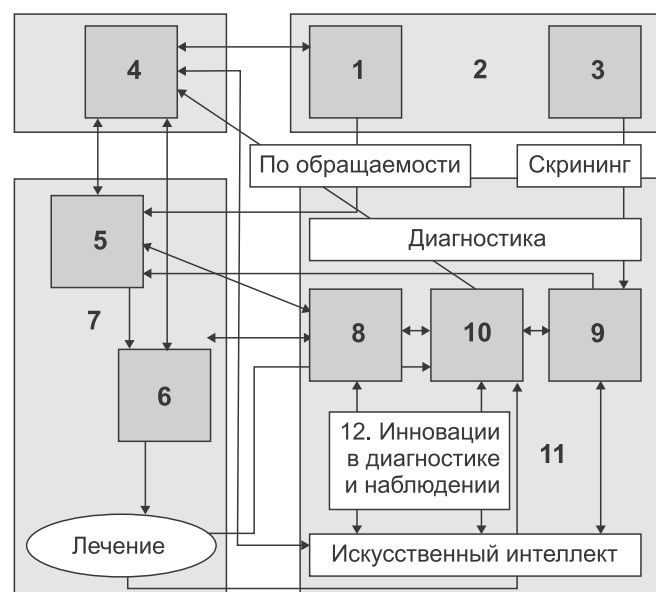 4
1
2
3
По обращаемости
Скрининг
5
Диагностика
7
8
10
9
6
12. Инновации
в диагностике
и наблюдении
11
Лечение
Искусственный интеллект